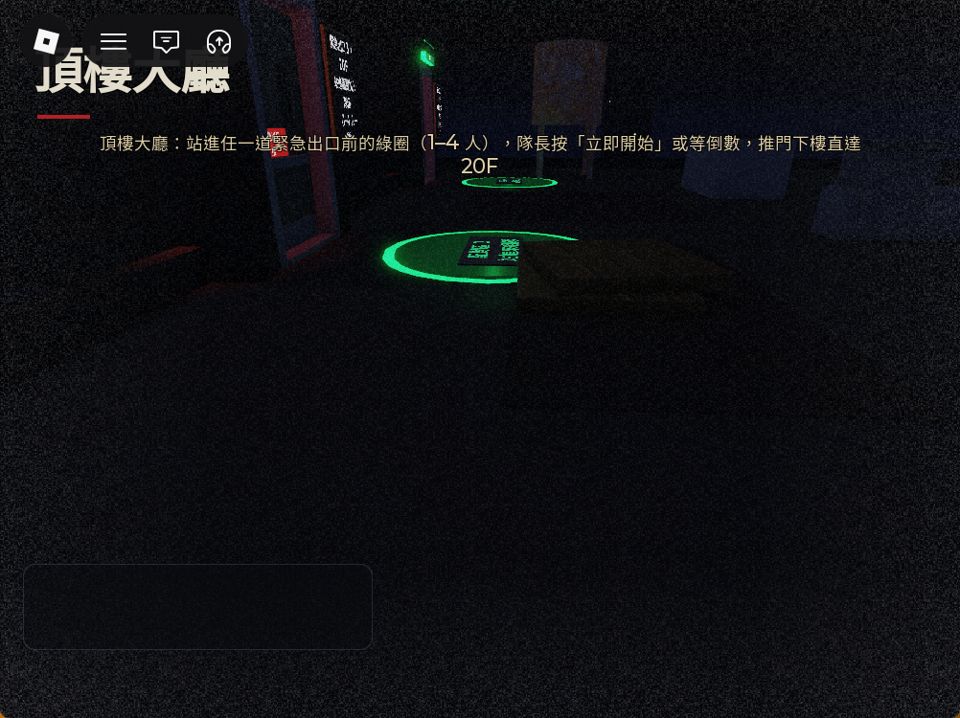 頂樓大廳
頂樓大廳：站進任一道緊急出口前的綠圈（1–4 人），隊長按「立即開始」或等倒數，推門下樓直達
20F